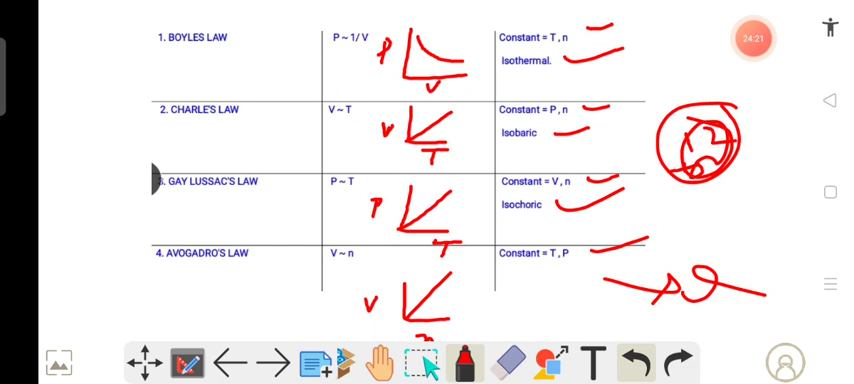 24:21
1. BOYLES LAW
P ~ 1/ V
Constant = T , n
Isothermal.
P
V
2. CHARLE'S LAW
V ~ T
Constant = P, n
Isobaric
V
T
3. GAY LUSSAC'S LAW
P ~ T
Constant = V, n
Isochoric
P
T
4. AVOGADRO'S LAW
V ~ n
Constant = T, P
V
T